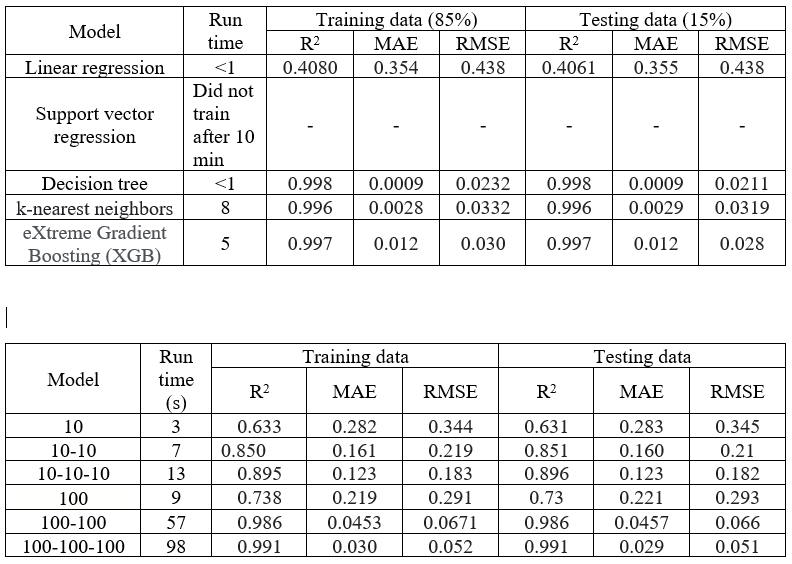 Model Run time Training data (85%) Testing data (15%)
R² MAE RMSE R² MAE RMSE
Linear regression <1 0.4080 0.354 0.438 0.4061 0.355 0.438
Support vector regression Did not train after 10 min - - - - - -
Decision tree <1 0.998 0.0009 0.0232 0.998 0.0009 0.0211
k-nearest neighbors 8 0.996 0.0028 0.0332 0.996 0.0029 0.0319
eXtreme Gradient Boosting (XGB) 5 0.997 0.012 0.030 0.997 0.012 0.028
Model Run time (s) Training data Testing data
R² MAE RMSE R² MAE RMSE
10 3 0.633 0.282 0.344 0.631 0.283 0.345
10-10 7 0.850 0.161 0.219 0.851 0.160 0.21
10-10-10 13 0.895 0.123 0.183 0.896 0.123 0.182
100 9 0.738 0.219 0.291 0.73 0.221 0.293
100-100 57 0.986 0.0453 0.0671 0.986 0.0457 0.066
100-100-100 98 0.991 0.030 0.052 0.991 0.029 0.051